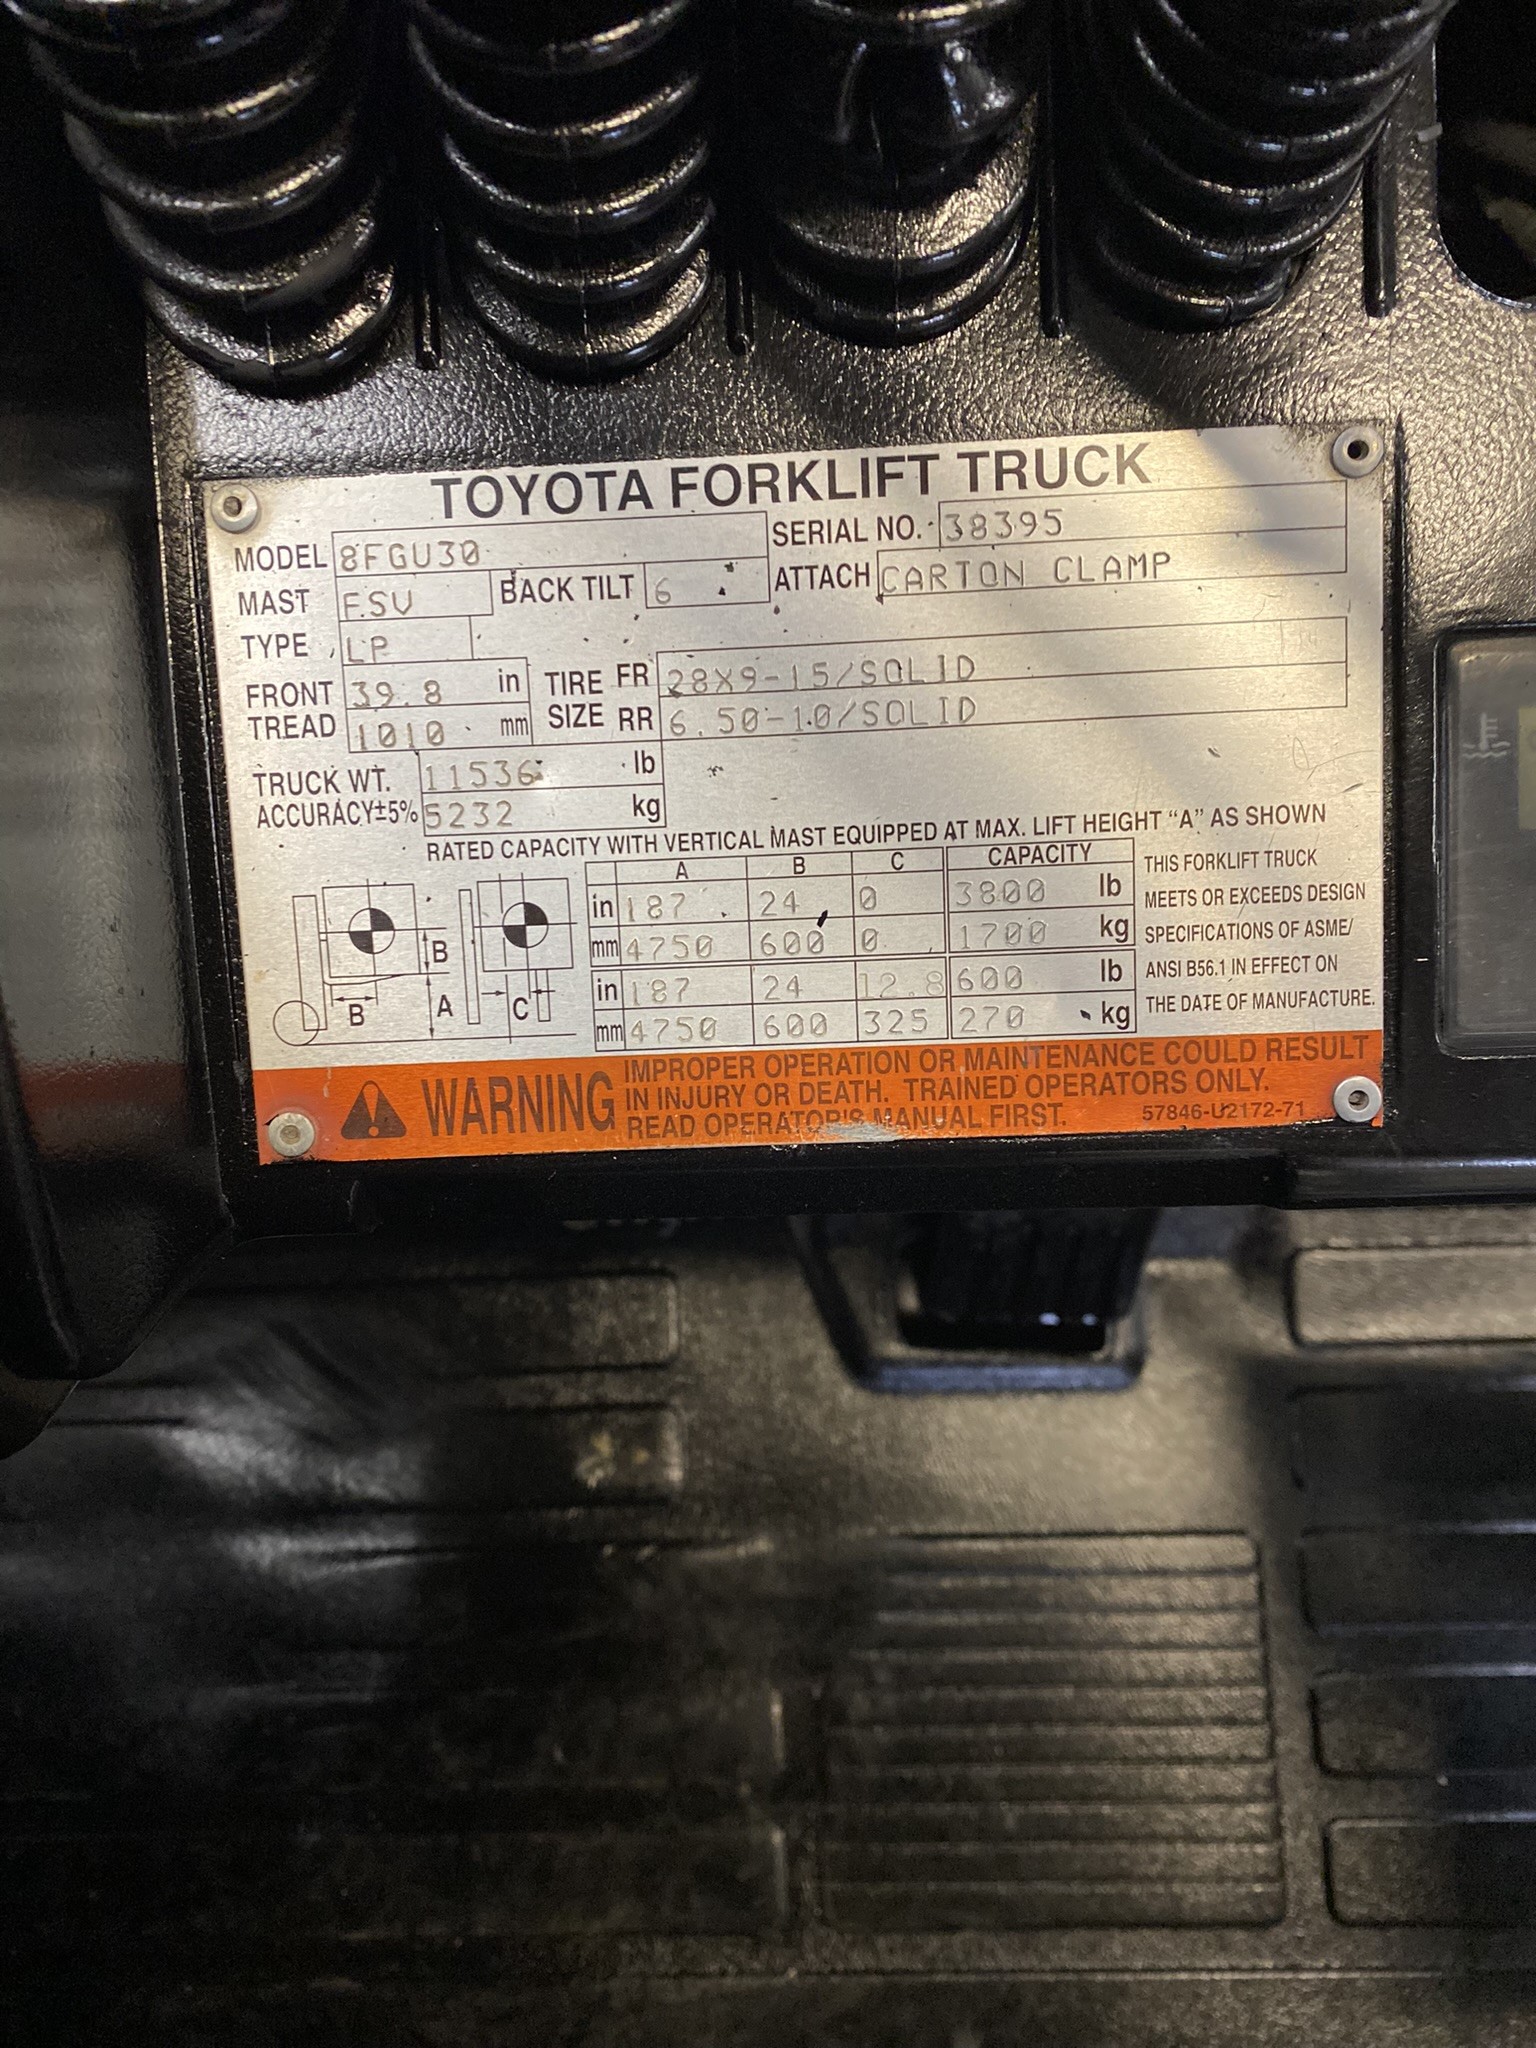 TOYOTA FORKLIFT TRUCK
MODEL 8FGU30 SERIAL NO. 38395
MAST FSV BACK TILT 6 ATTACH CARTON CLAMP
TYPE LP
FRONT TREAD 39.8 in TIRE SIZE FR 28X9-15/SOLID
1010 mm RR 6.50-10/SOLID
TRUCK WT. 11536 lb
ACCURACY±5% 5232 kg
RATED CAPACITY WITH VERTICAL MAST EQUIPPED AT MAX. LIFT HEIGHT "A" AS SHOWN
A B C CAPACITY
in 187 24 0 3800 lb
mm 4750 600 0 1700 kg
in 187 24 12.8 600 lb
mm 4750 600 325 270 kg
B
B
A
C
THIS FORKLIFT TRUCK
MEETS OR EXCEEDS DESIGN
SPECIFICATIONS OF ASME/
ANSI B56.1 IN EFFECT ON
THE DATE OF MANUFACTURE.
WARNING
IMPROPER OPERATION OR MAINTENANCE COULD RESULT
IN INJURY OR DEATH. TRAINED OPERATORS ONLY.
READ OPERATOR'S MANUAL FIRST. 57846-U2172-71